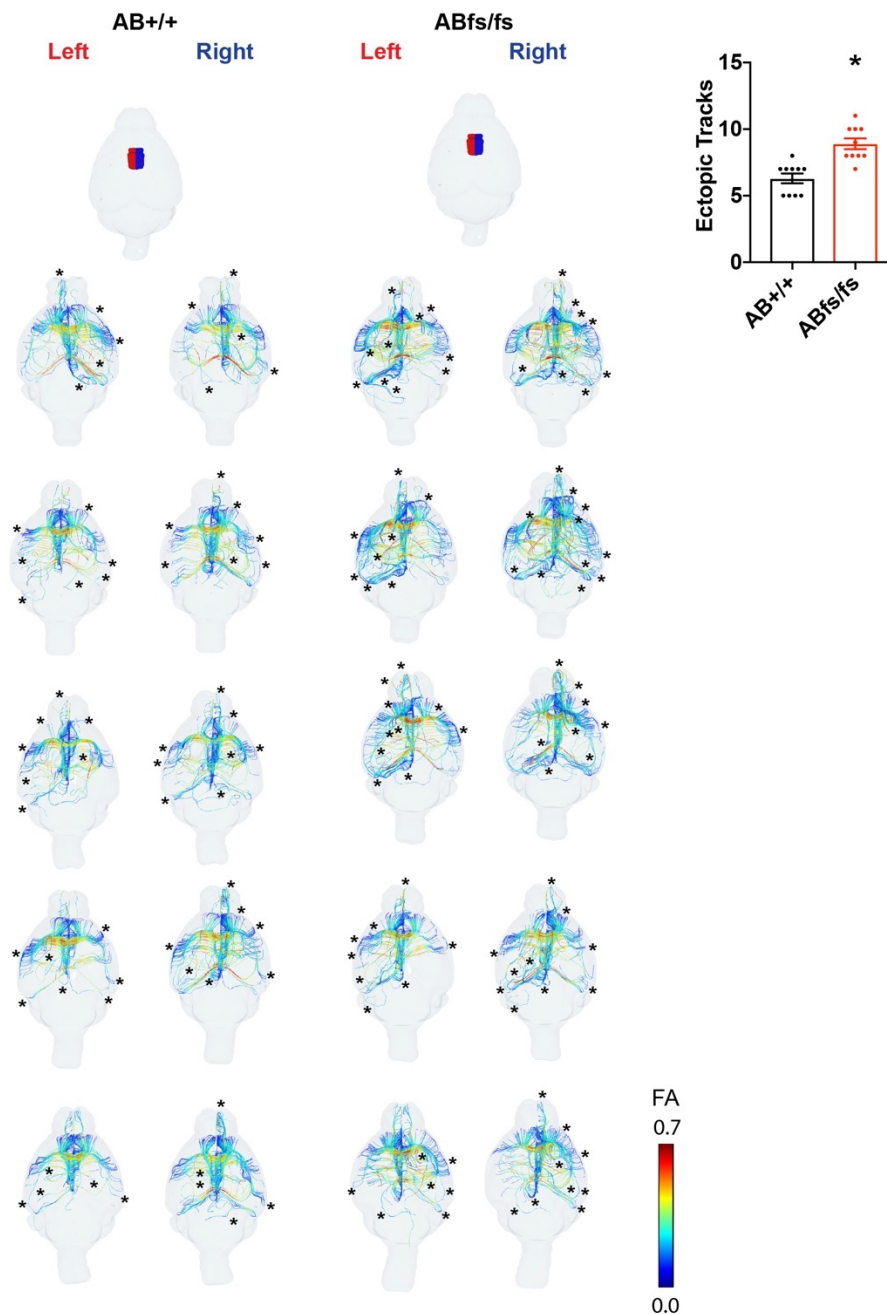 AB+/+
ABfs/fs
Left
Right
Left
Right
15
*
10
5
0
Ectopic Tracks
AB+/+
ABfs/fs
FA
0.7
0.0